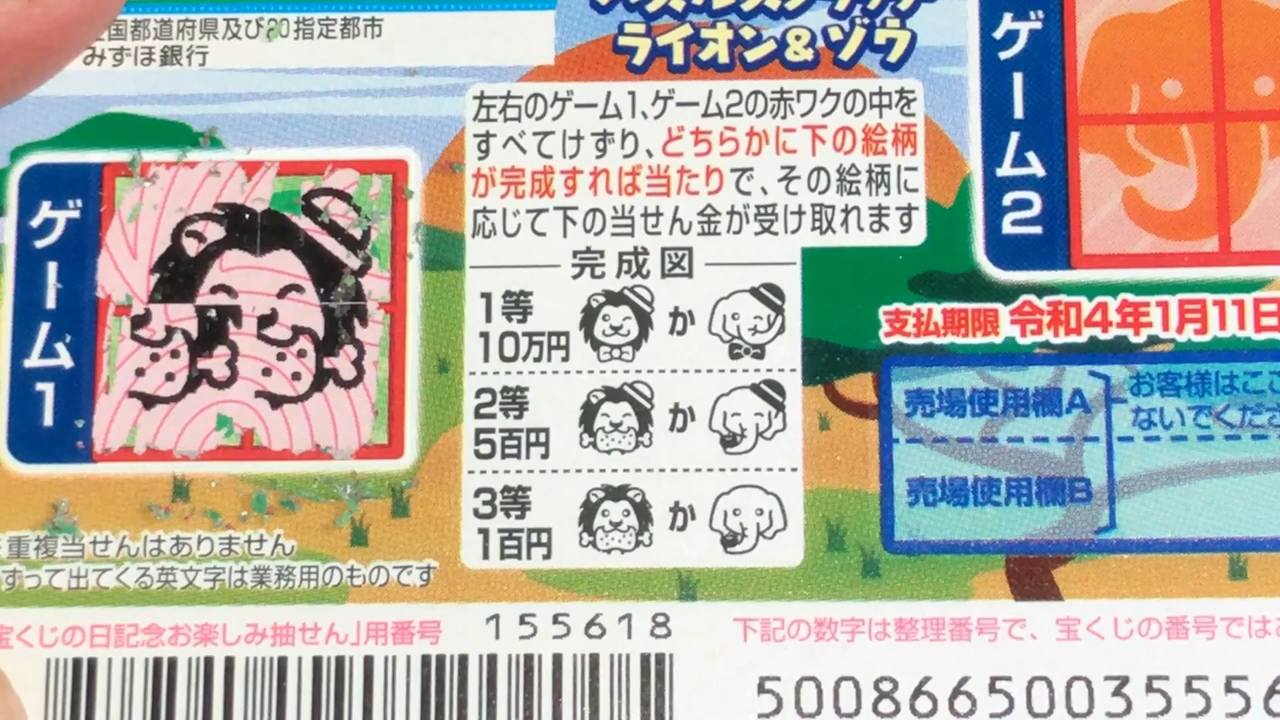 国都道府県及び20指定都市
みずほ銀行
ライオン&ゾウ
左右のゲーム1、ゲーム2の赤ワクの中を
すべてけずり、どちらかに下の絵柄
が完成すれば当たりで、その絵柄に
応じて下の当せん金が受け取れます
完成図
1等
10万円
か
2等
5百円
か
3等
1百円
か
ゲーム1
ゲーム2
支払期限 令和4年1月11日
売場使用欄A
売場使用欄B
お客様はここ
ないでくださ
重複当せんはありません
すって出てくる英文字は業務用のものです
宝くじの日記念お楽しみ抽せん」用番号
155618
下記の数字は整理番号で、宝くじの番号では
5008665003556